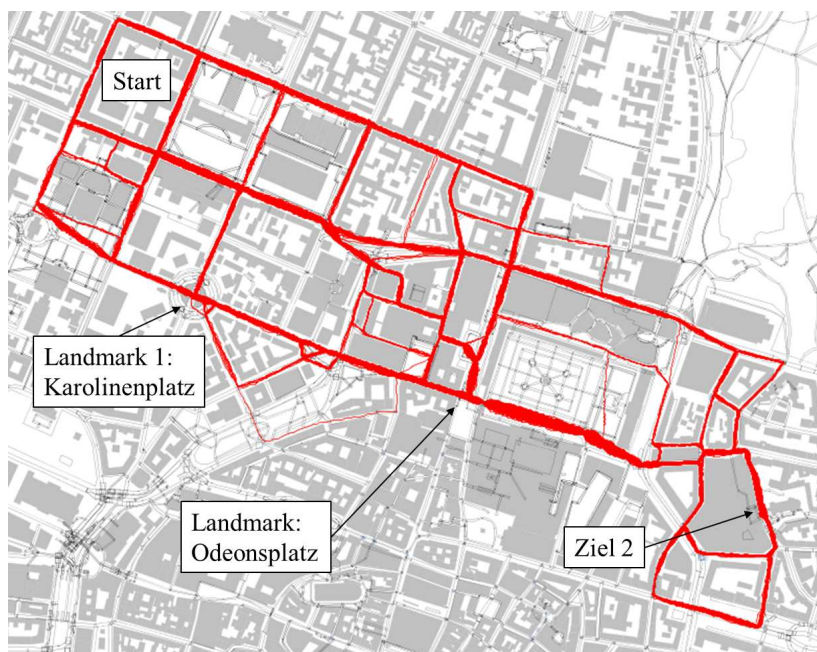 Start
Landmark 1:
Karolinenplatz
Landmark:
Odeonsplatz
Ziel 2